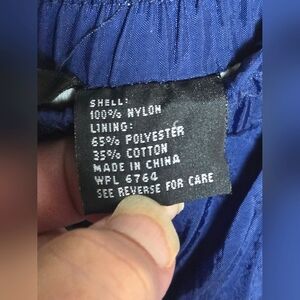 SHELL:
100% NYLON
LINING:
65% POLYESTER
35% COTTON
MADE IN CHINA
WPL 6764
SEE REVERSE FOR CARE